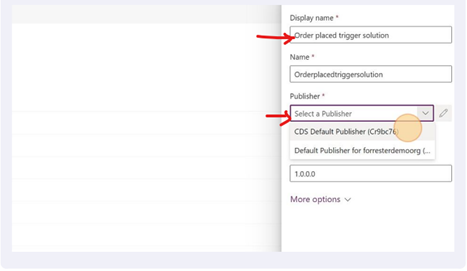 Display name *
Order placed trigger solution
Name *
Orderplacedtriggersolution
Publisher *
Select a Publisher
CDS Default Publisher (Cr9bc76)
Default Publisher for forresterdemoorg (...
1.0.0.0
More options